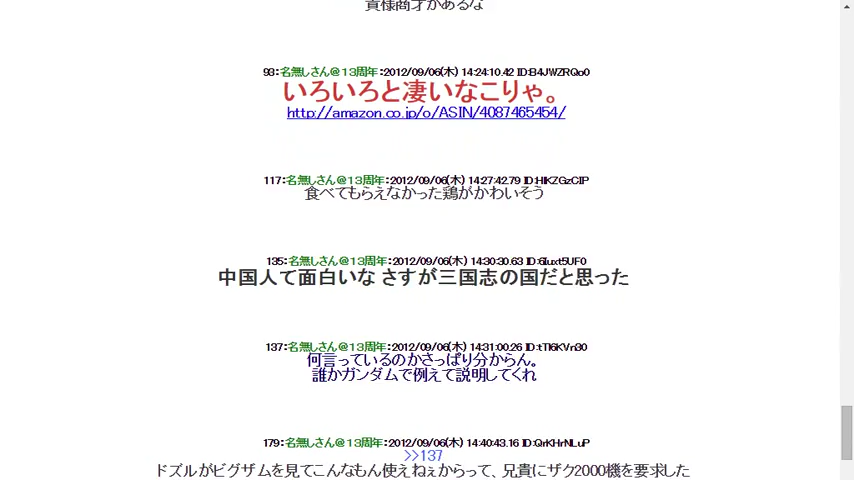 貴様商才があるな
93:名無しさん@13周年:2012/09/06(木) 14:24:10.42 ID:B4JWZRQo0
いろいろと凄いなこりゃ。
http://amazon.co.jp/o/ASIN/4087465454/
117:名無しさん@13周年:2012/09/06(木) 14:27:42.79 ID:HIKZGzCIP
食べてもらえなかった鶏がかわいそう
135:名無しさん@13周年:2012/09/06(木) 14:30:30.63 ID:6Iuxt5UF0
中国人て面白いな さすが三国志の国だと思った
137:名無しさん@13周年:2012/09/06(木) 14:31:00.26 ID:tTl6KVn30
何言っているのかさっぱり分からん。
誰かガンダムで例えて説明してくれ
179:名無しさん@13周年:2012/09/06(木) 14:40:43.16 ID:QrKHrNLuP
>>137
ドズルがビグザムを見てこんなもん使えねぇからって、兄貴にザク2000機を要求した